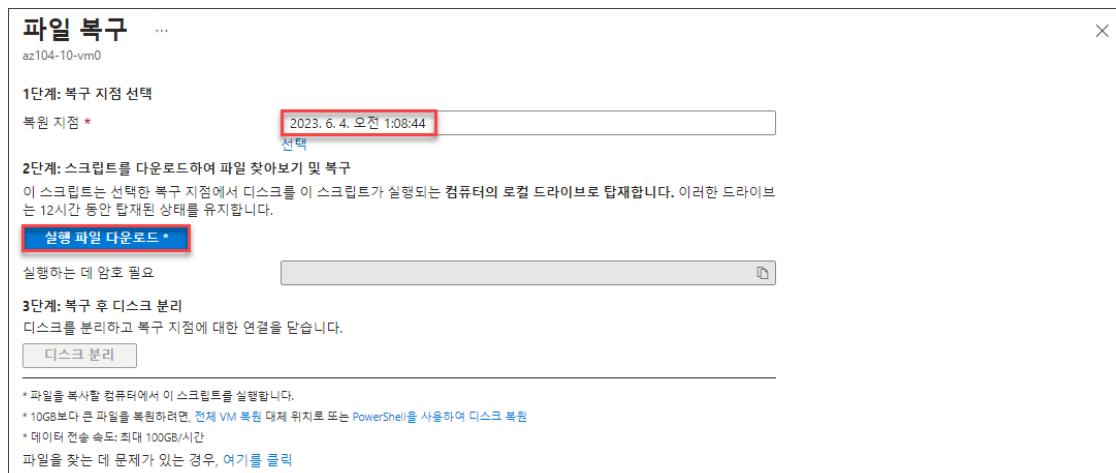 파일 복구 ...
az104-10-vm0
1단계: 복구 지점 선택
복원 지점 * 2023. 6. 4. 오전 1:08:44
선택
2단계: 스크립트를 다운로드하여 파일 찾아보기 및 복구
이 스크립트는 선택한 복구 지점에서 디스크를 이 스크립트가 실행되는 컴퓨터의 로컬 드라이브로 탑재합니다. 이러한 드라이브
는 12시간 동안 탑재된 상태를 유지합니다.
실행 파일 다운로드 *
실행하는 데 암호 필요
3단계: 복구 후 디스크 분리
디스크를 분리하고 복구 지점에 대한 연결을 닫습니다.
디스크 분리
* 파일을 복사할 컴퓨터에서 이 스크립트를 실행합니다.
* 10GB보다 큰 파일을 복원하려면, 전체 VM 복원 대체 위치로 또는 PowerShell을 사용하여 디스크 복원
* 데이터 전송 속도: 최대 100GB/시간
파일을 찾는 데 문제가 있는 경우, 여기를 클릭